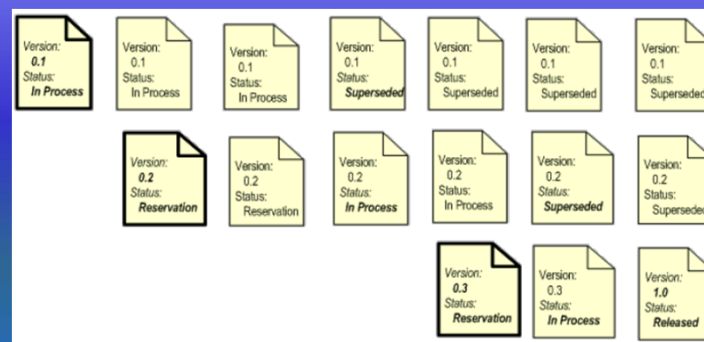 Version:
0.1
Status:
In Process
Version:
0.1
Status:
In Process
Version:
0.1
Status:
In Process
Version:
0.1
Status:
Superseded
Version:
0.1
Status:
Superseded
Version:
0.1
Status:
Superseded
Version:
0.1
Status:
Superseded
Version:
0.2
Status:
Reservation
Version:
0.2
Status:
Reservation
Version:
0.2
Status:
In Process
Version:
0.2
Status:
In Process
Version:
0.2
Status:
Superseded
Version:
0.2
Status:
Superseded
Version:
0.3
Status:
Reservation
Version:
0.3
Status:
In Process
Version:
1.0
Status:
Released